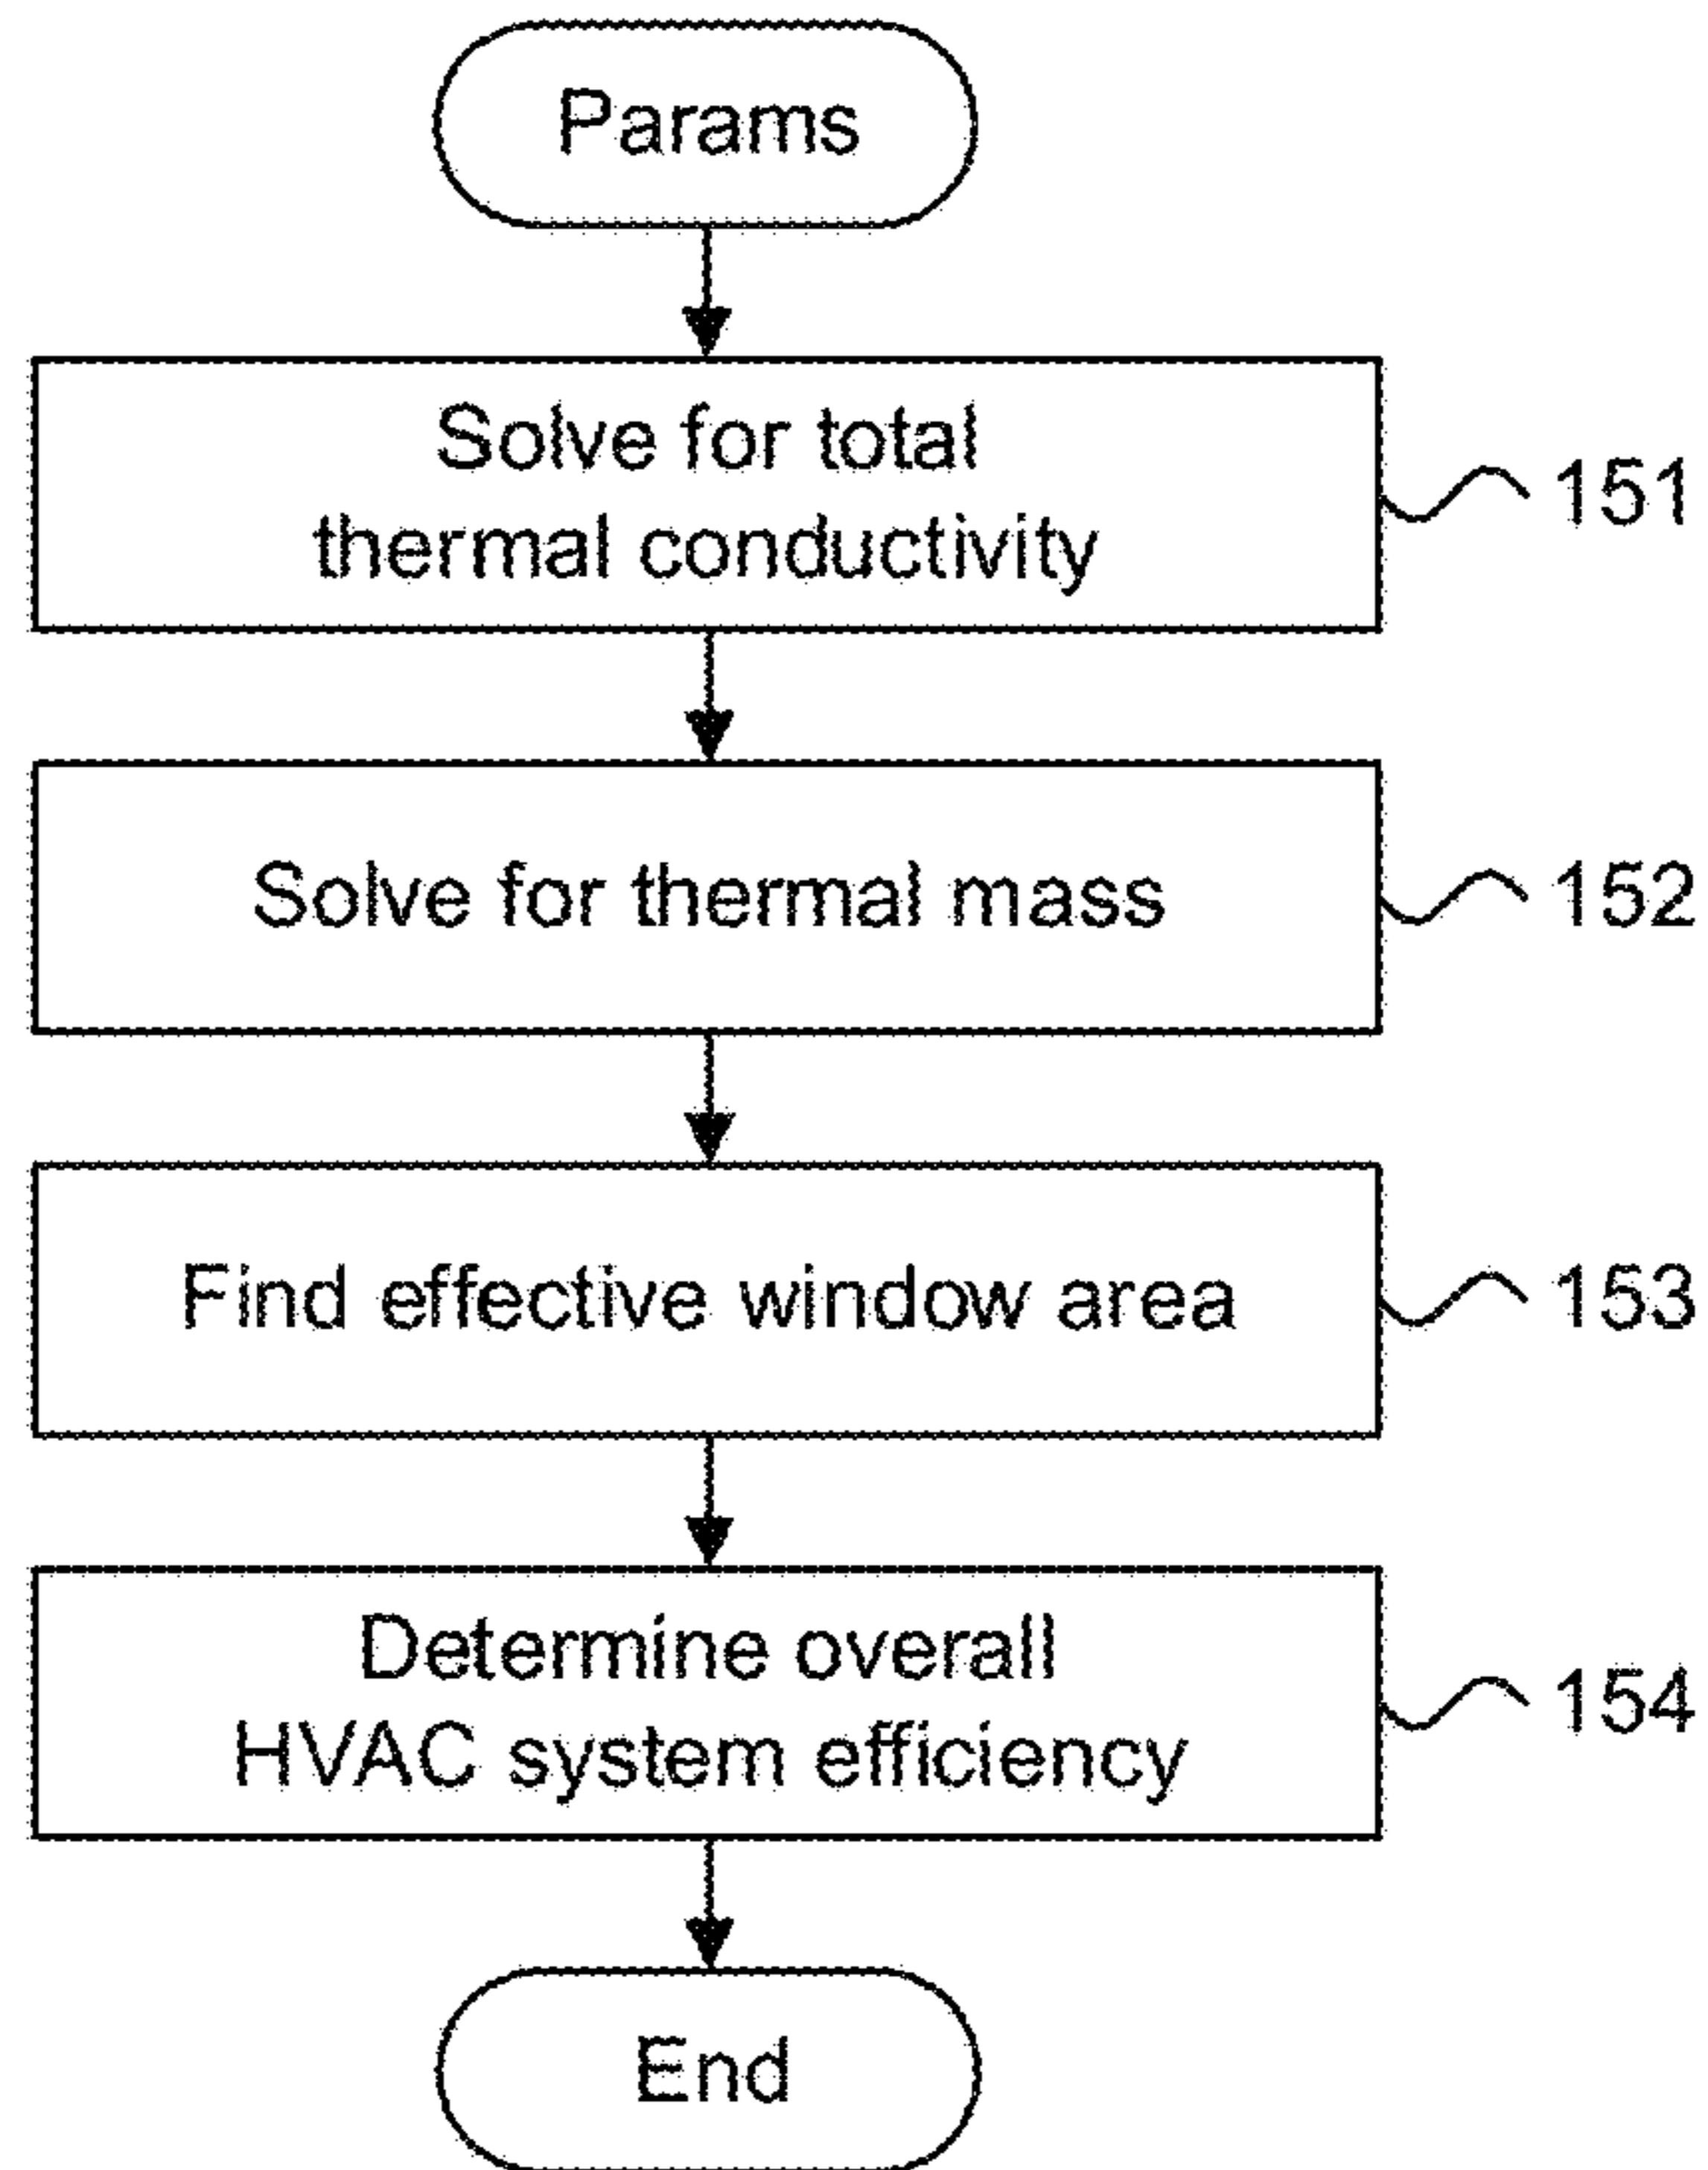 Params
Solve for total
thermal conductivity
151
Solve for thermal mass
152
Find effective window area
153
Determine overall
HVAC system efficiency
154
End